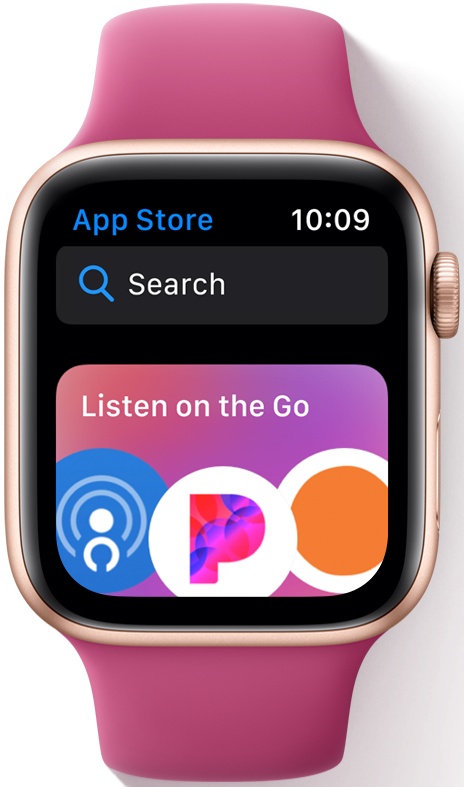 App Store 10:09
Search
Listen on the Go
P